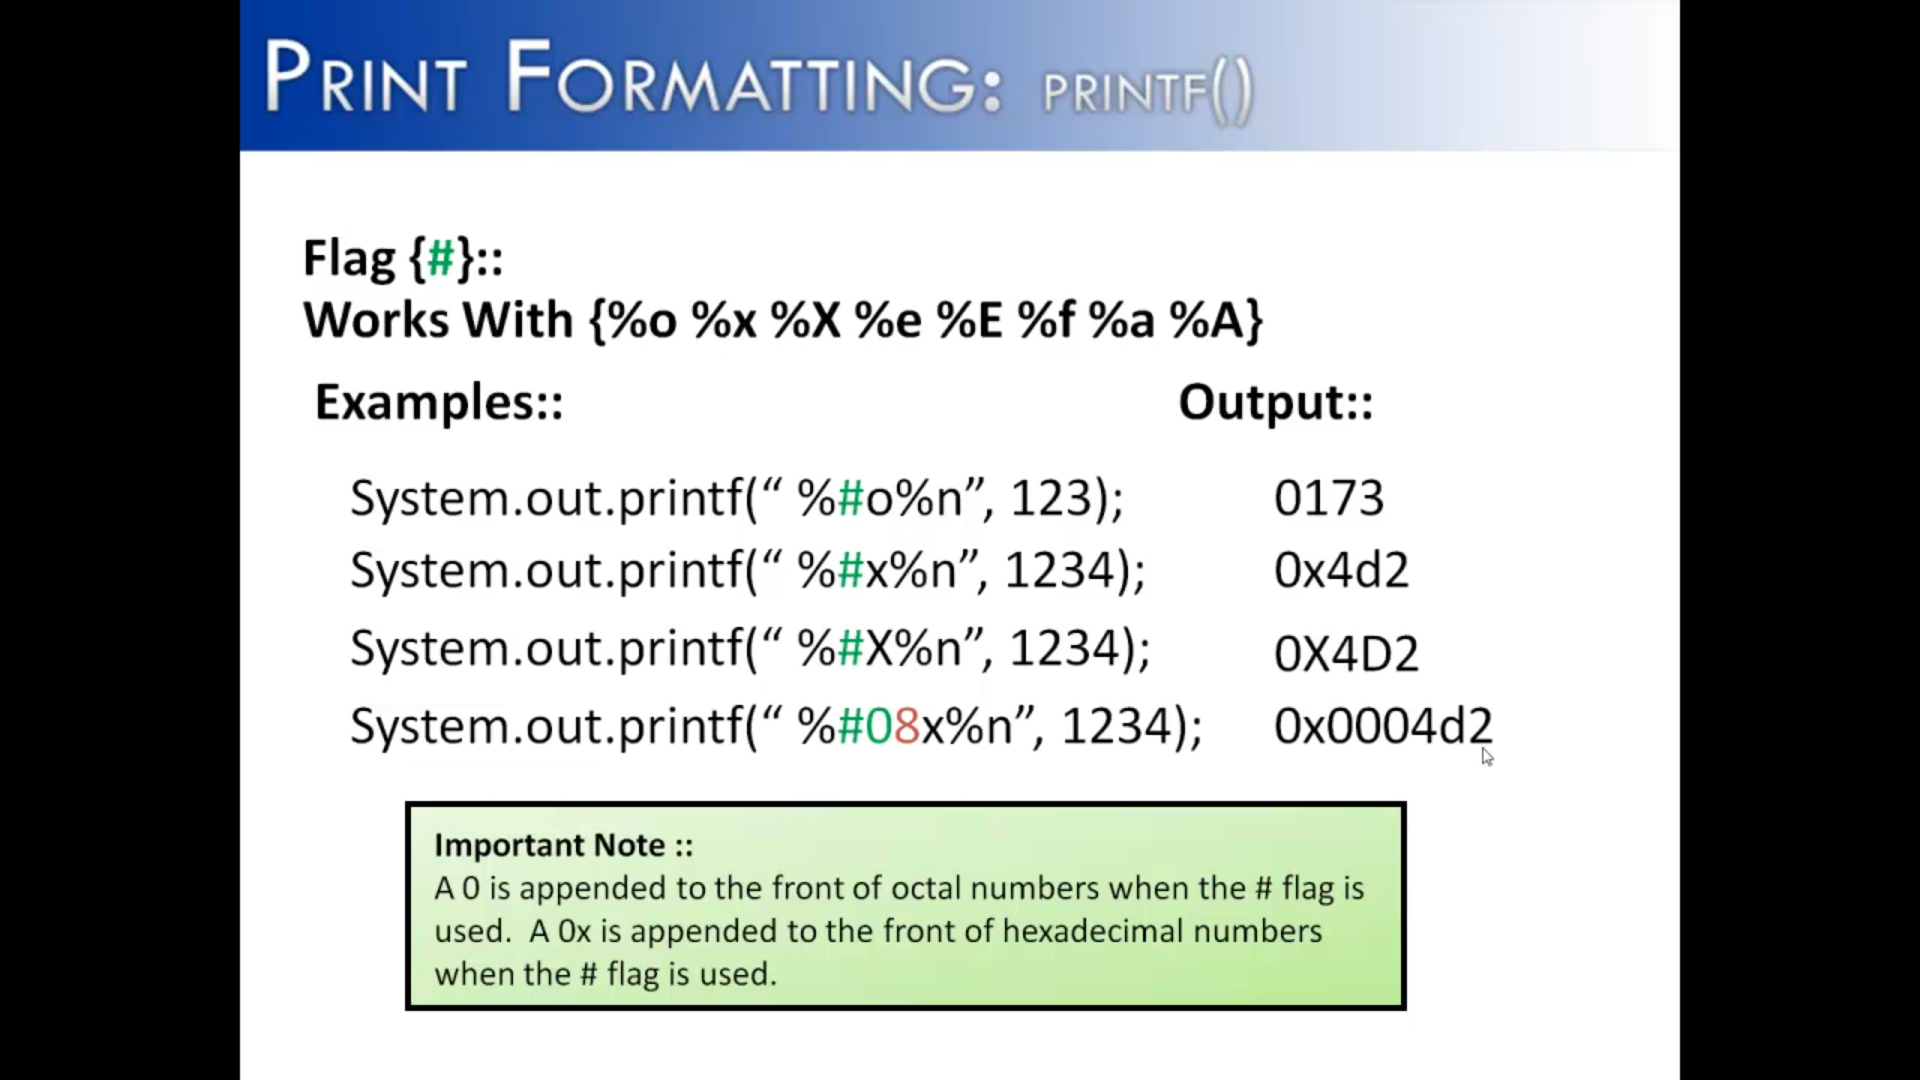 PRINT FORMATTING: PRINTF()
Flag {#}::
Works With {%o %x %X %e %E %f %a %A}
Examples:: Output::
System.out.printf(“ %#o%n”, 123); 0173
System.out.printf(“ %#x%n”, 1234); 0x4d2
System.out.printf(“ %#X%n”, 1234); 0X4D2
System.out.printf(“ %#08x%n”, 1234); 0x0004d2
Important Note ::
A 0 is appended to the front of octal numbers when the # flag is
used. A 0x is appended to the front of hexadecimal numbers
when the # flag is used.